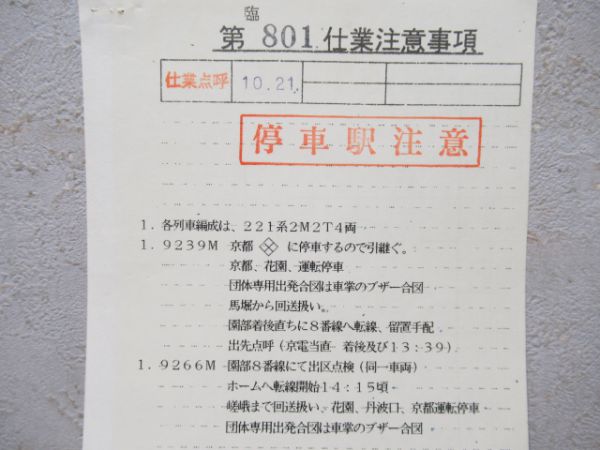 臨
第 801 仕業注意事項
仕業点呼 10.21.
停車駅注意
1. 各列車編成は、221系2M2T4両
1. 9239M 京都 に停車するので引継ぐ。
京都、花園、運転停車
団体専用出発合図は車掌のブザー合図
馬堀から回送扱い。
園部着後直ちに8番線へ転線、留置手配
出先点呼(京電当直 着後及び13:39)
1. 9266M 園部8番線にて出区点検(同一車両)
ホームへ転線開始14:15頃
嵯峨まで回送扱い、花園、丹波口、京都運転停車
団体専用出発合図は車掌のブザー合図